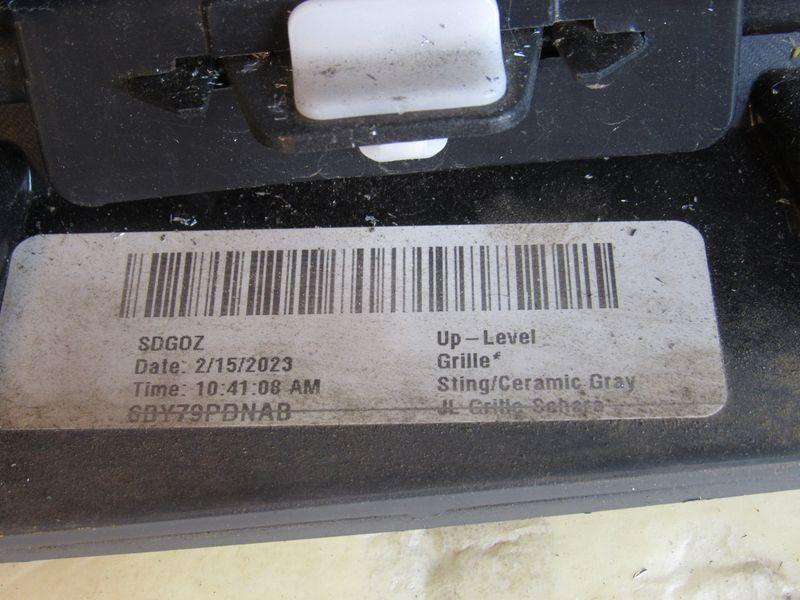 SDGOZ
Date: 2/15/2023
Time: 10:41:08 AM
6BY79PDNAB
Up-Level
Grille*
Sting/Ceramic Gray
JL Grille